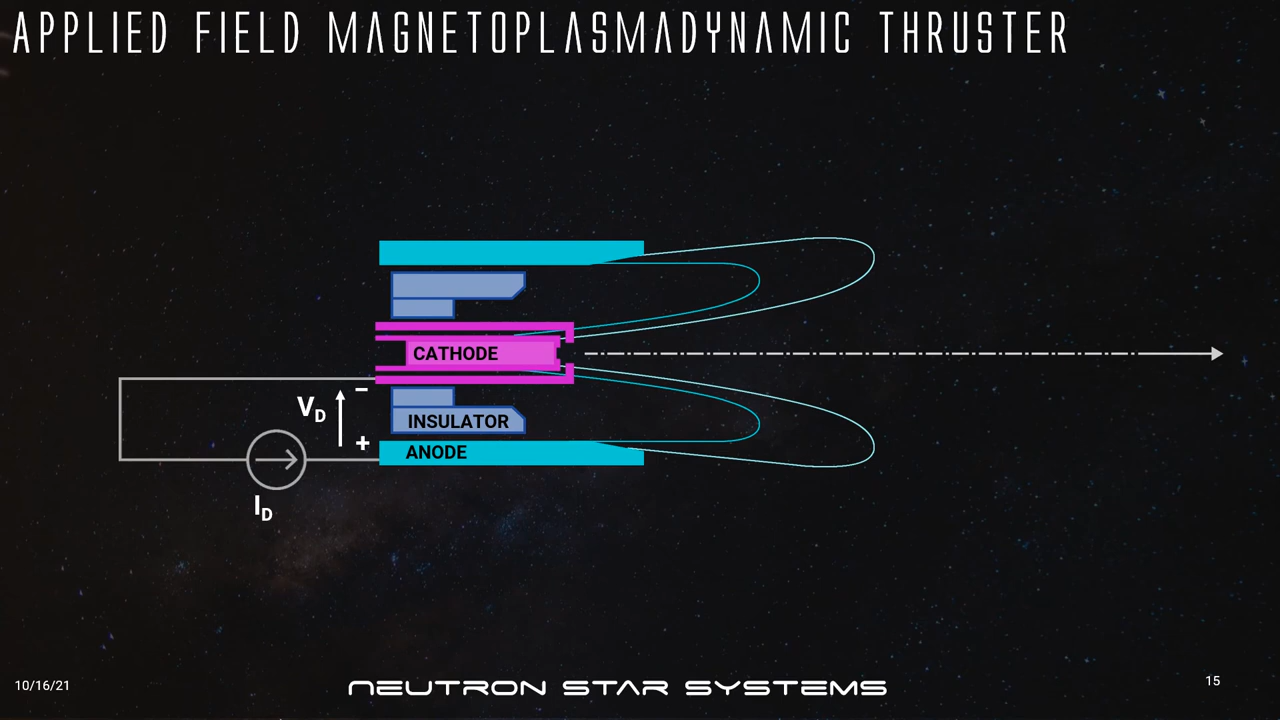 APPLIED FIELD MAGNETOPLASMADYNAMIC THRUSTER
CATHODE
−
V_D
INSULATOR
+
ANODE
I_D
10/16/21
NEUTRON STAR SYSTEMS
15